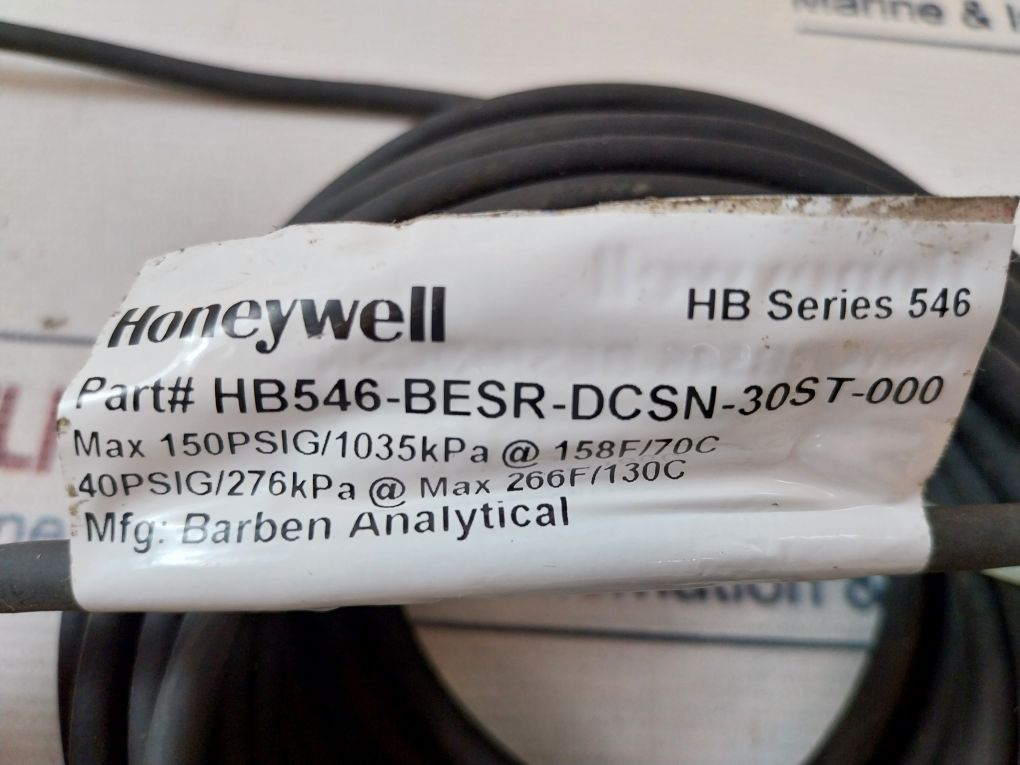 Marine &
Honeywell
HB Series 546
Part# HB546-BESR-DCSN-30ST-000
Max 150PSIG/1035kPa @ 158F/70C
40PSIG/276kPa @ Max 266F/130C
Mfg: Barben Analytical
&